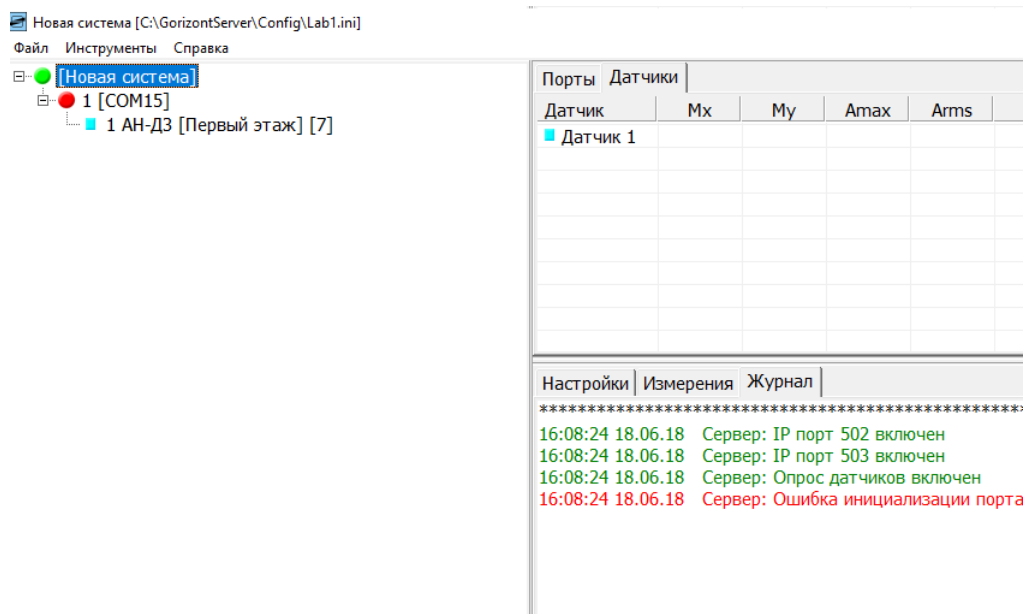 Новая система [C:\GorizontServer\Config\Lab1.ini]
Файл Инструменты Справка
[Новая система]
1 [COM15]
1 АН-Д3 [Первый этаж] [7]
Порты Датчики
Датчик Mx My Amax Arms
Датчик 1
Настройки Измерения Журнал
**************************************************
16:08:24 18.06.18 Сервер: IP порт 502 включен
16:08:24 18.06.18 Сервер: IP порт 503 включен
16:08:24 18.06.18 Сервер: Опрос датчиков включен
16:08:24 18.06.18 Сервер: Ошибка инициализации порта